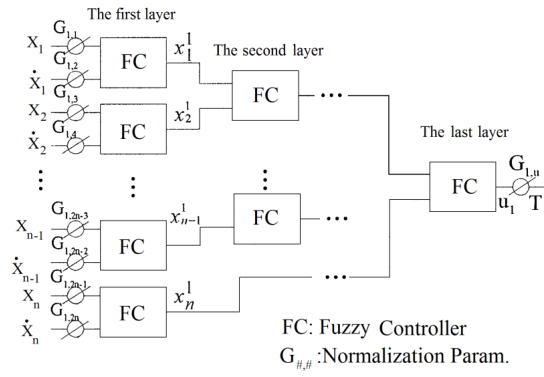 The first layer
The second layer
The last layer
X₁
G₁,₁
Ẋ₁
G₁,₂
FC
x₁¹
X₂
G₁,₃
Ẋ₂
G₁,₄
FC
x₂¹
FC
...
FC
G₁,ᵤ
u₁
T
...
...
...
Xₙ₋₁
G₁,₂ₙ₋₃
Ẋₙ₋₁
G₁,₂ₙ₋₂
FC
xₙ₋₁¹
FC
...
Xₙ
G₁,₂ₙ₋₁
Ẋₙ
G₁,₂ₙ
FC
xₙ¹
...
FC: Fuzzy Controller
G#,# :Normalization Param.